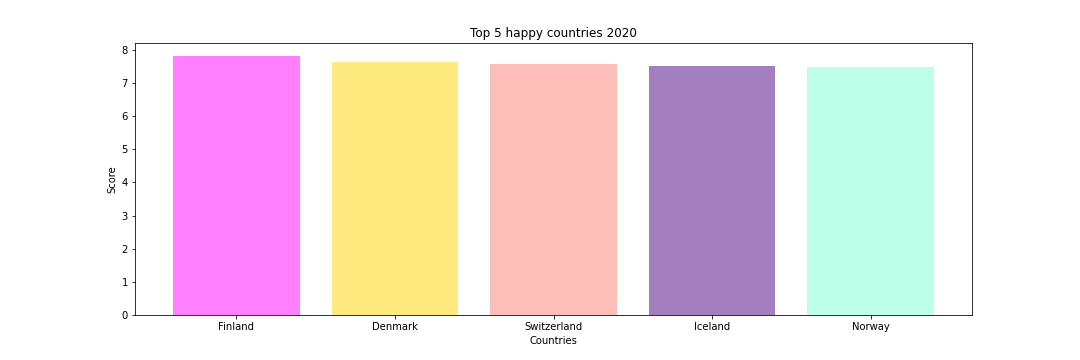 Top 5 happy countries 2020
Score
8
7
6
5
4
3
2
1
0
Finland Denmark Switzerland Iceland Norway
Countries